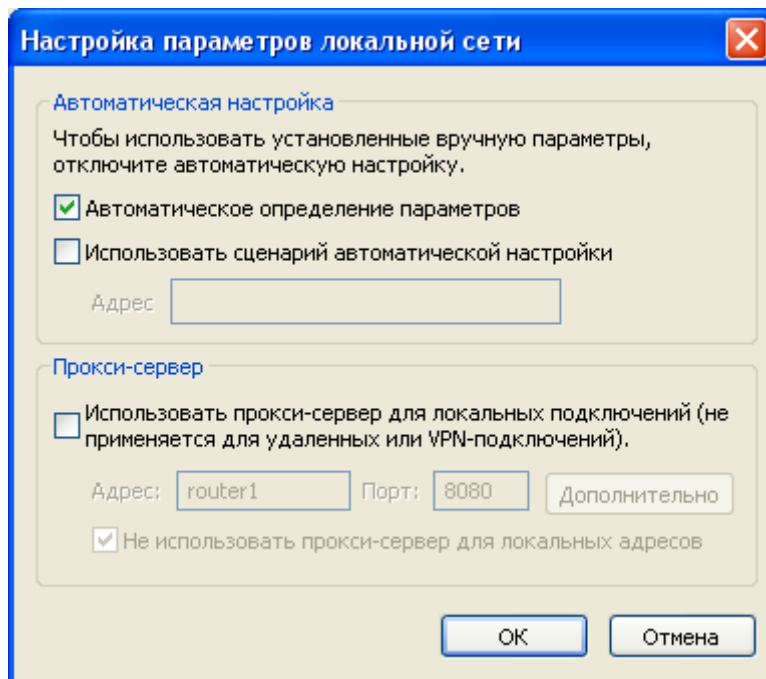 Настройка параметров локальной сети
Автоматическая настройка
Чтобы использовать установленные вручную параметры,
отключите автоматическую настройку.
Автоматическое определение параметров
Использовать сценарий автоматической настройки
Адрес
Прокси-сервер
Использовать прокси-сервер для локальных подключений (не
применяется для удаленных или VPN-подключений).
Адрес: router1 Порт: 8080 Дополнительно
Не использовать прокси-сервер для локальных адресов
ОК Отмена